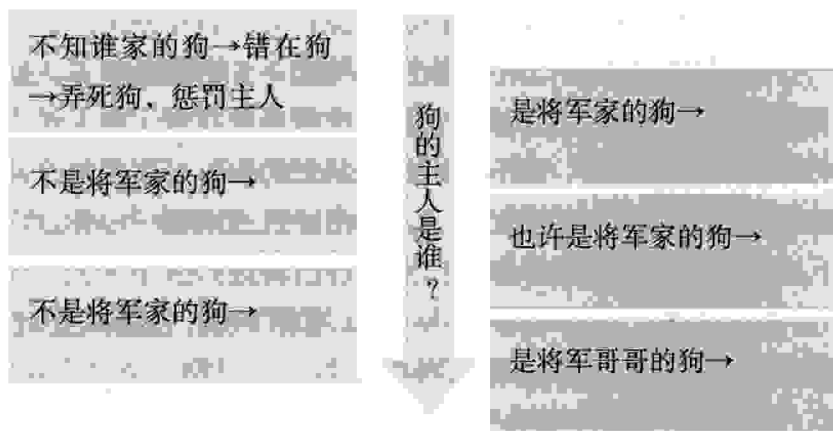 不知谁家的狗→错在狗
→弄死狗，惩罚主人
不是将军家的狗→
不是将军家的狗→
狗的主人是谁？
是将军家的狗→
也许是将军家的狗→
是将军哥哥的狗→